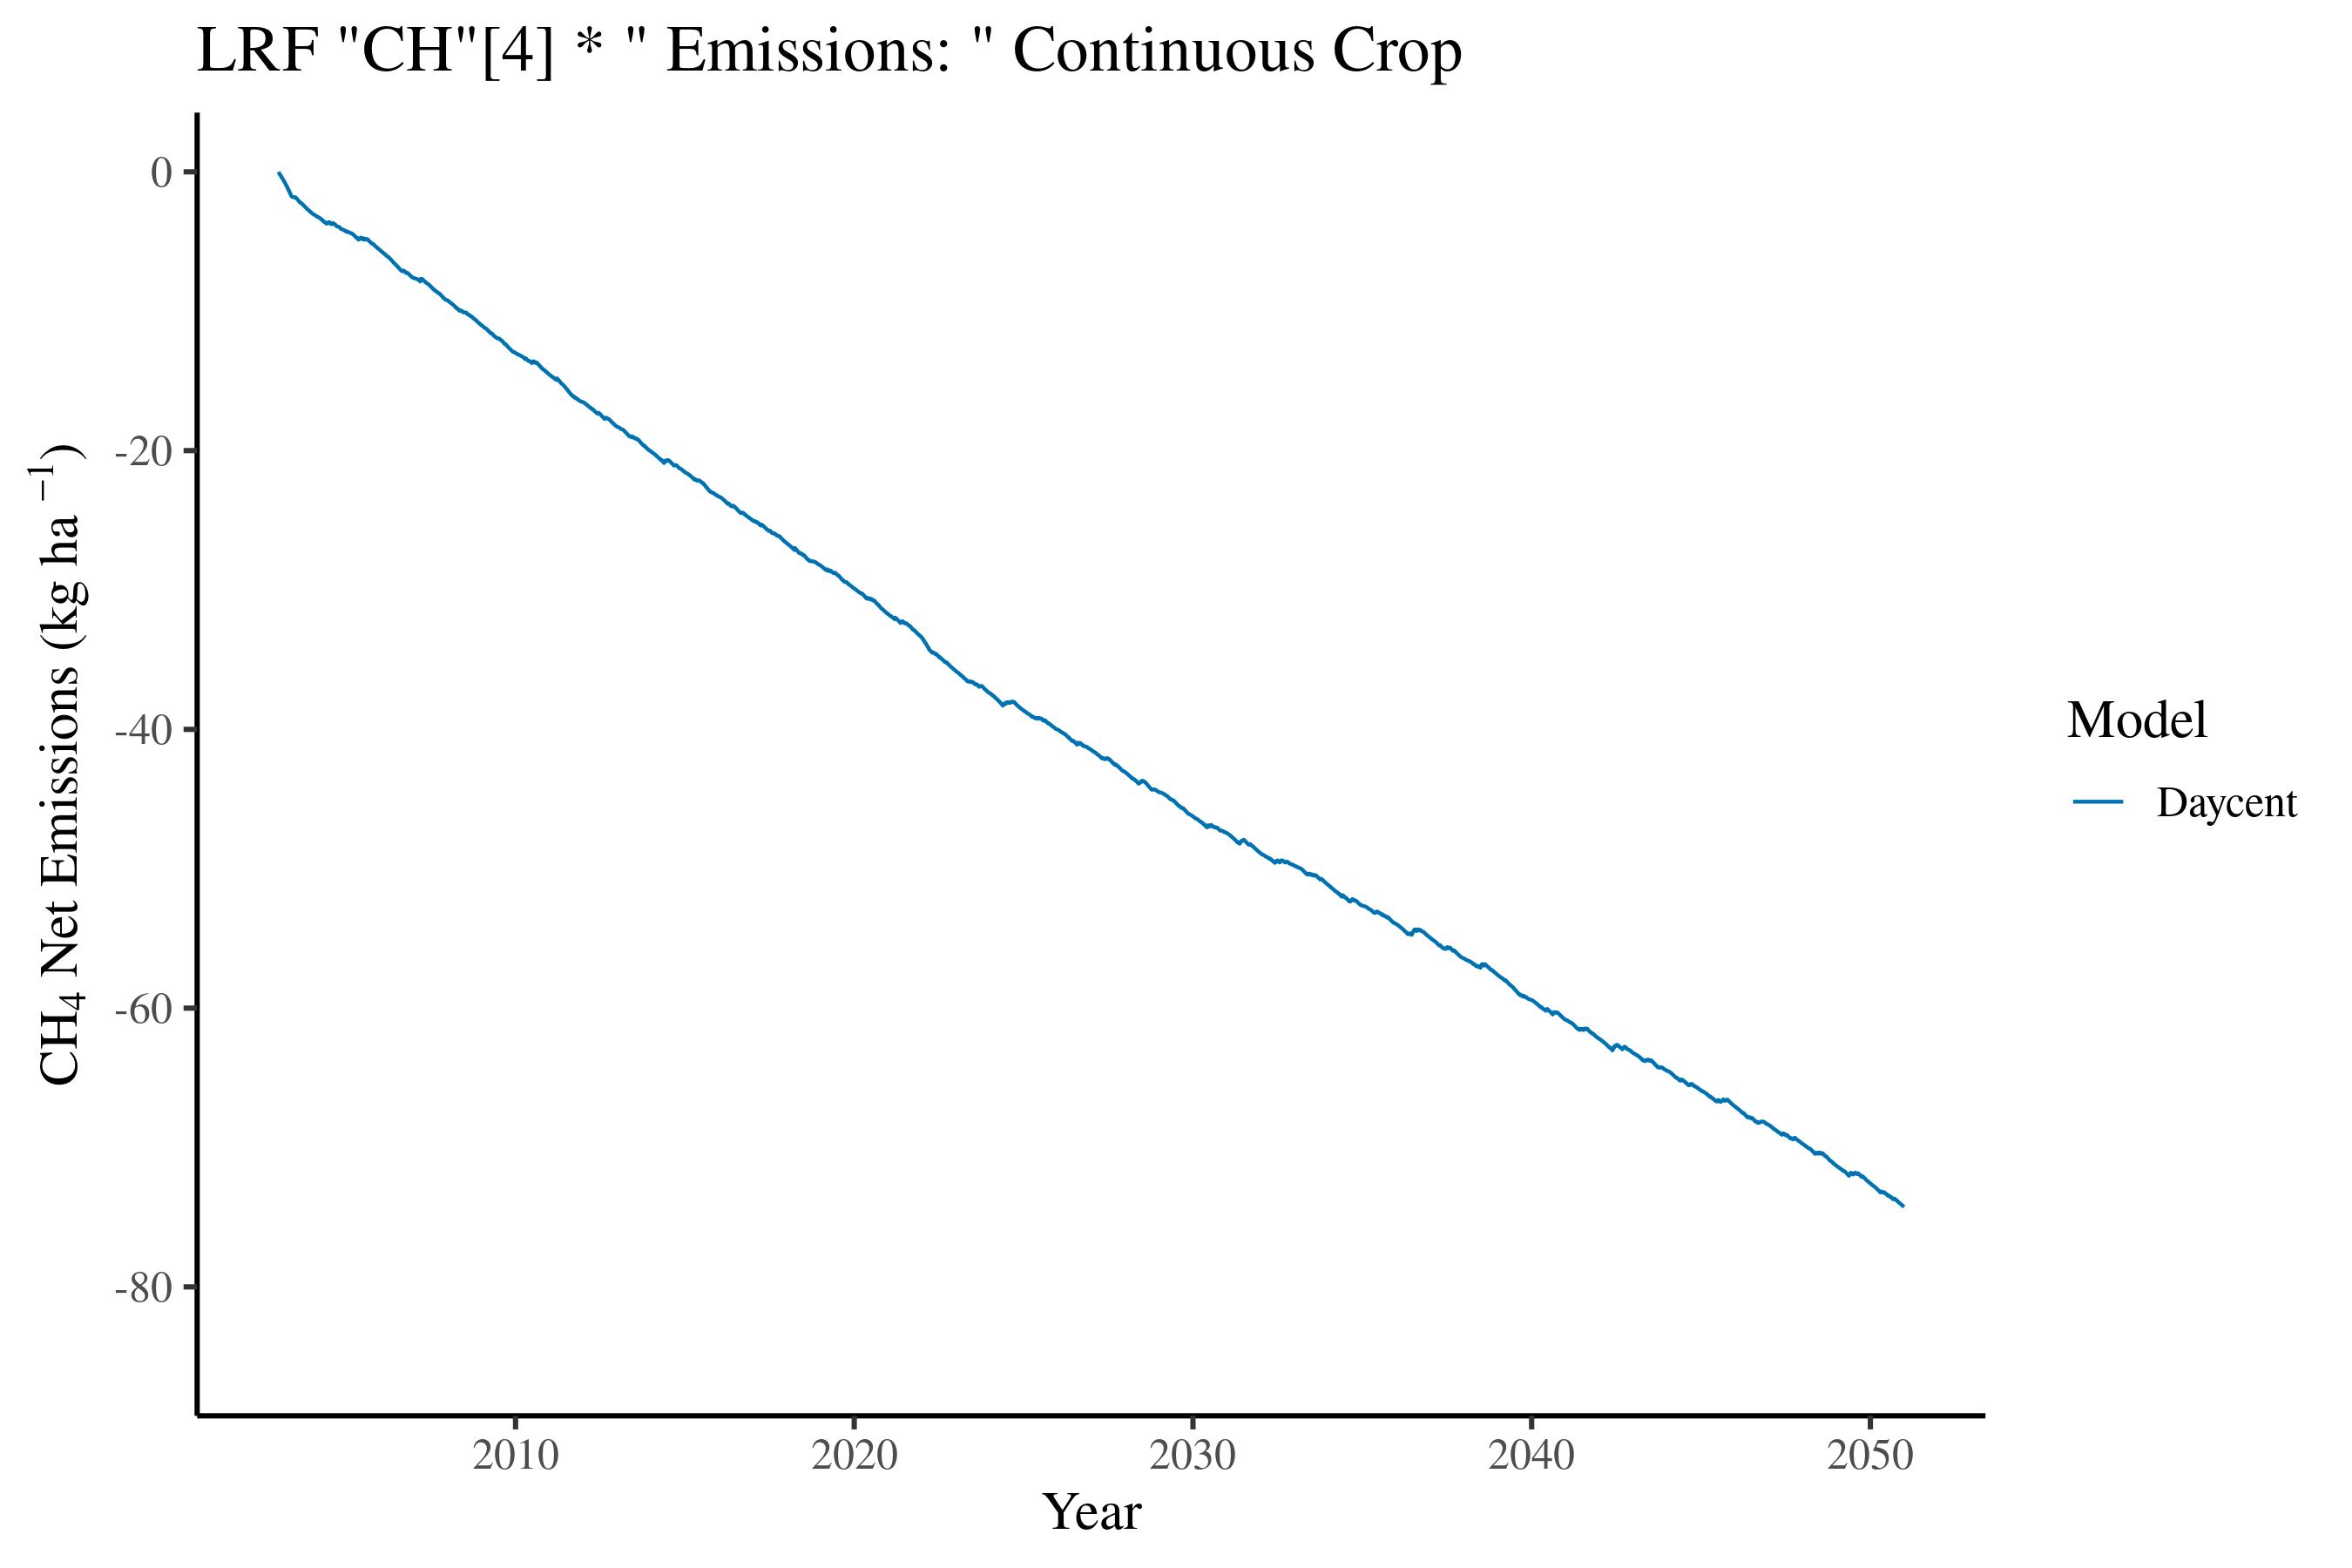 LRF "CH"[4] * " Emissions: " Continuous Crop
CH₄ Net Emissions (kg ha ⁻¹)
0
-20
-40
-60
-80
2010 2020 2030 2040 2050
Year
Model
Daycent